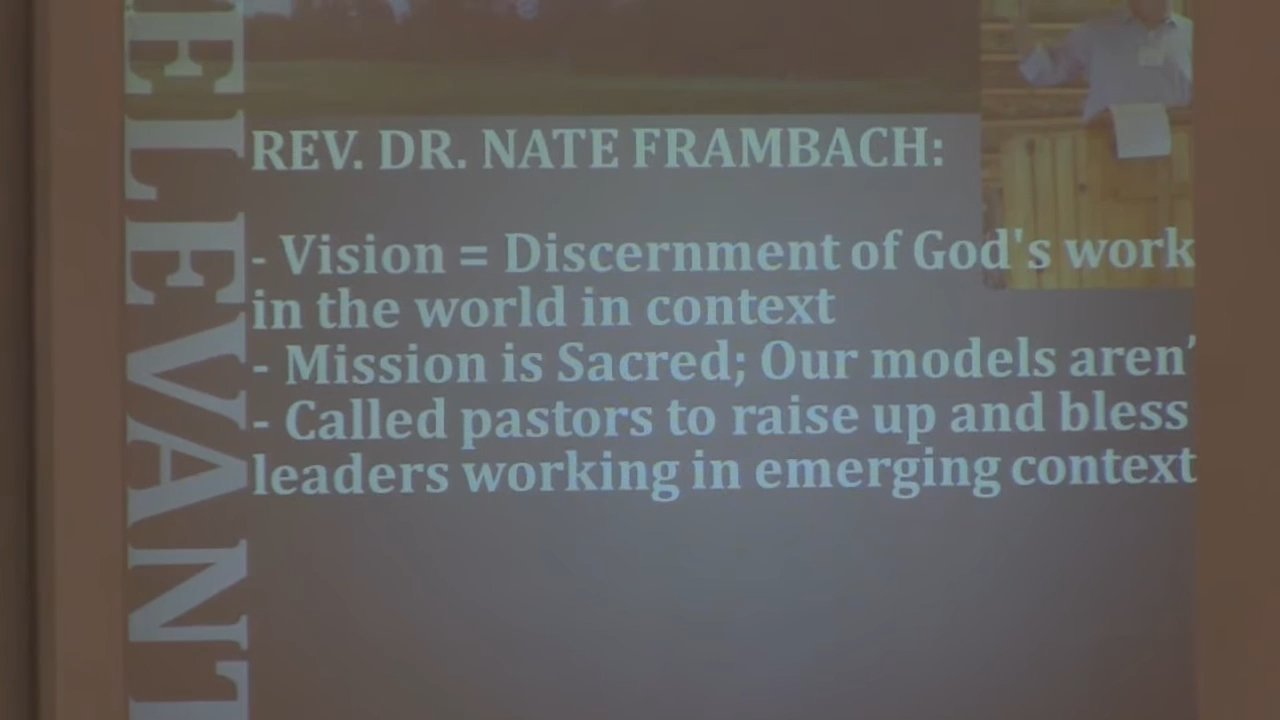 ELEVANT
REV. DR. NATE FRAMBACH:
- Vision = Discernment of God's work
in the world in context
- Mission is Sacred; Our models aren'
- Called pastors to raise up and bless
leaders working in emerging context